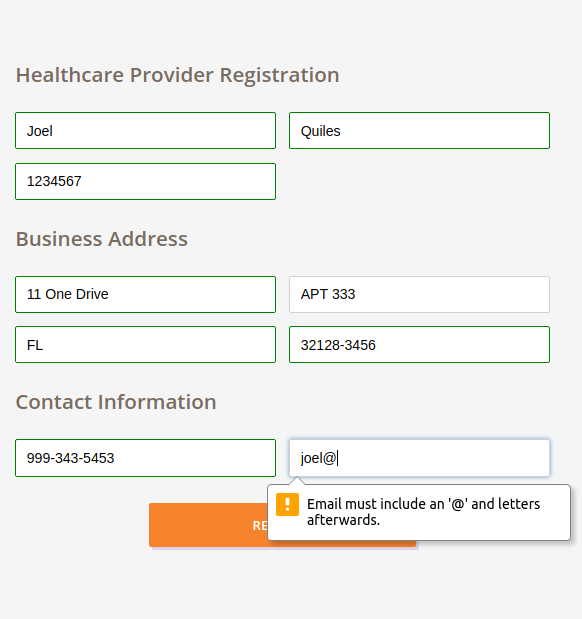 Healthcare Provider Registration
Joel
Quiles
1234567
Business Address
11 One Drive
APT 333
FL
32128-3456
Contact Information
999-343-5453
joel@
Email must include an '@' and letters
afterwards.
RE